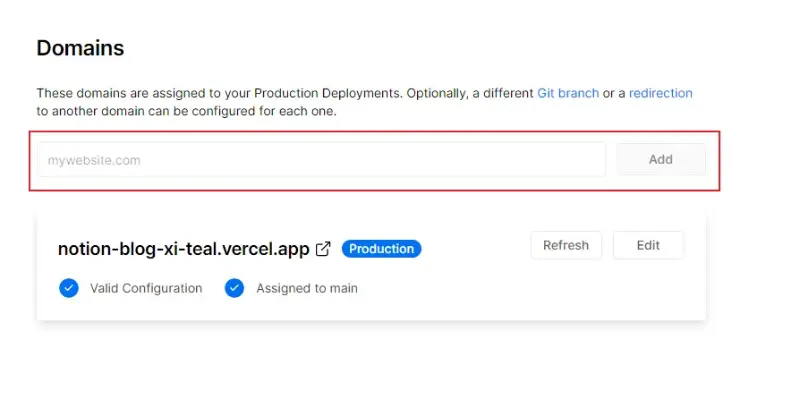 Domains
These domains are assigned to your Production Deployments. Optionally, a different Git branch or a redirection
to another domain can be configured for each one.
mywebsite.com
Add
notion-blog-xi-teal.vercel.app
Production
Refresh
Edit
Valid Configuration
Assigned to main